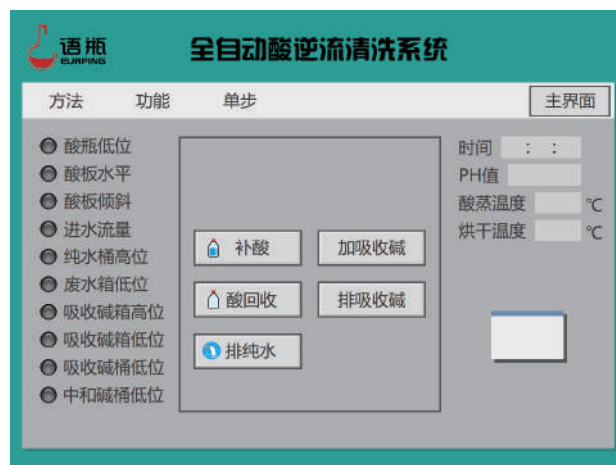 语瓶
EURPING
全自动酸逆流清洗系统
方法 功能 单步 主界面
酸瓶低位
酸板水平
酸板倾斜
进水流量
纯水桶高位
废水箱低位
吸收碱箱高位
吸收碱箱低位
吸收碱桶低位
中和碱桶低位
补酸 加吸收碱
酸回收 排吸收碱
排纯水
时间 : :
PH值
酸蒸温度 ℃
烘干温度 ℃